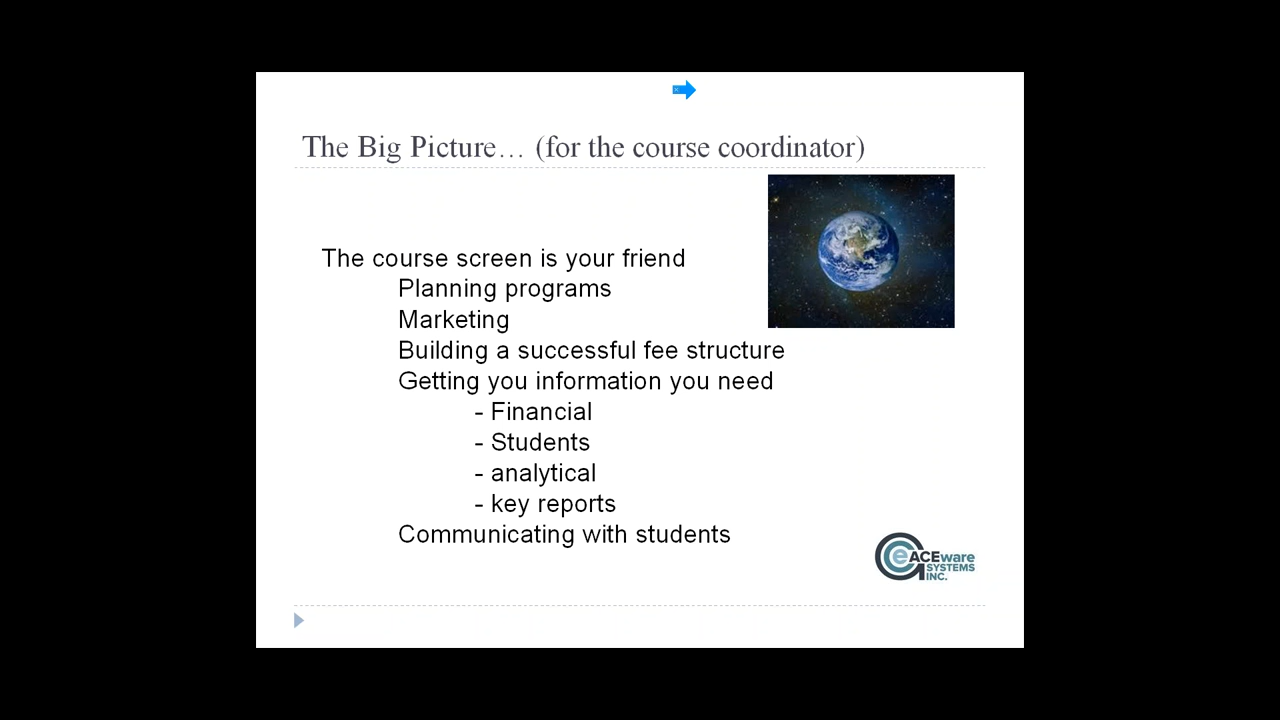 The Big Picture… (for the course coordinator)
The course screen is your friend
Planning programs
Marketing
Building a successful fee structure
Getting you information you need
- Financial
- Students
- analytical
- key reports
Communicating with students
eACEware
SYSTEMS
INC.